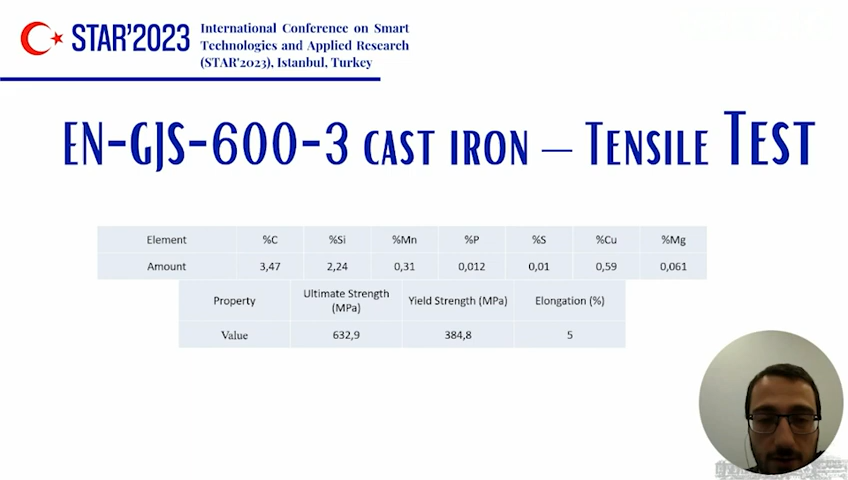 STAR'2023
International Conference on Smart
Technologies and Applied Research
(STAR'2023), Istanbul, Turkey
EN-GJS-600-3 CAST IRON – TENSILE TEST
Element %C %Si %Mn %P %S %Cu %Mg
Amount 3,47 2,24 0,31 0,012 0,01 0,59 0,061
Property Ultimate Strength (MPa) Yield Strength (MPa) Elongation (%)
Value 632,9 384,8 5